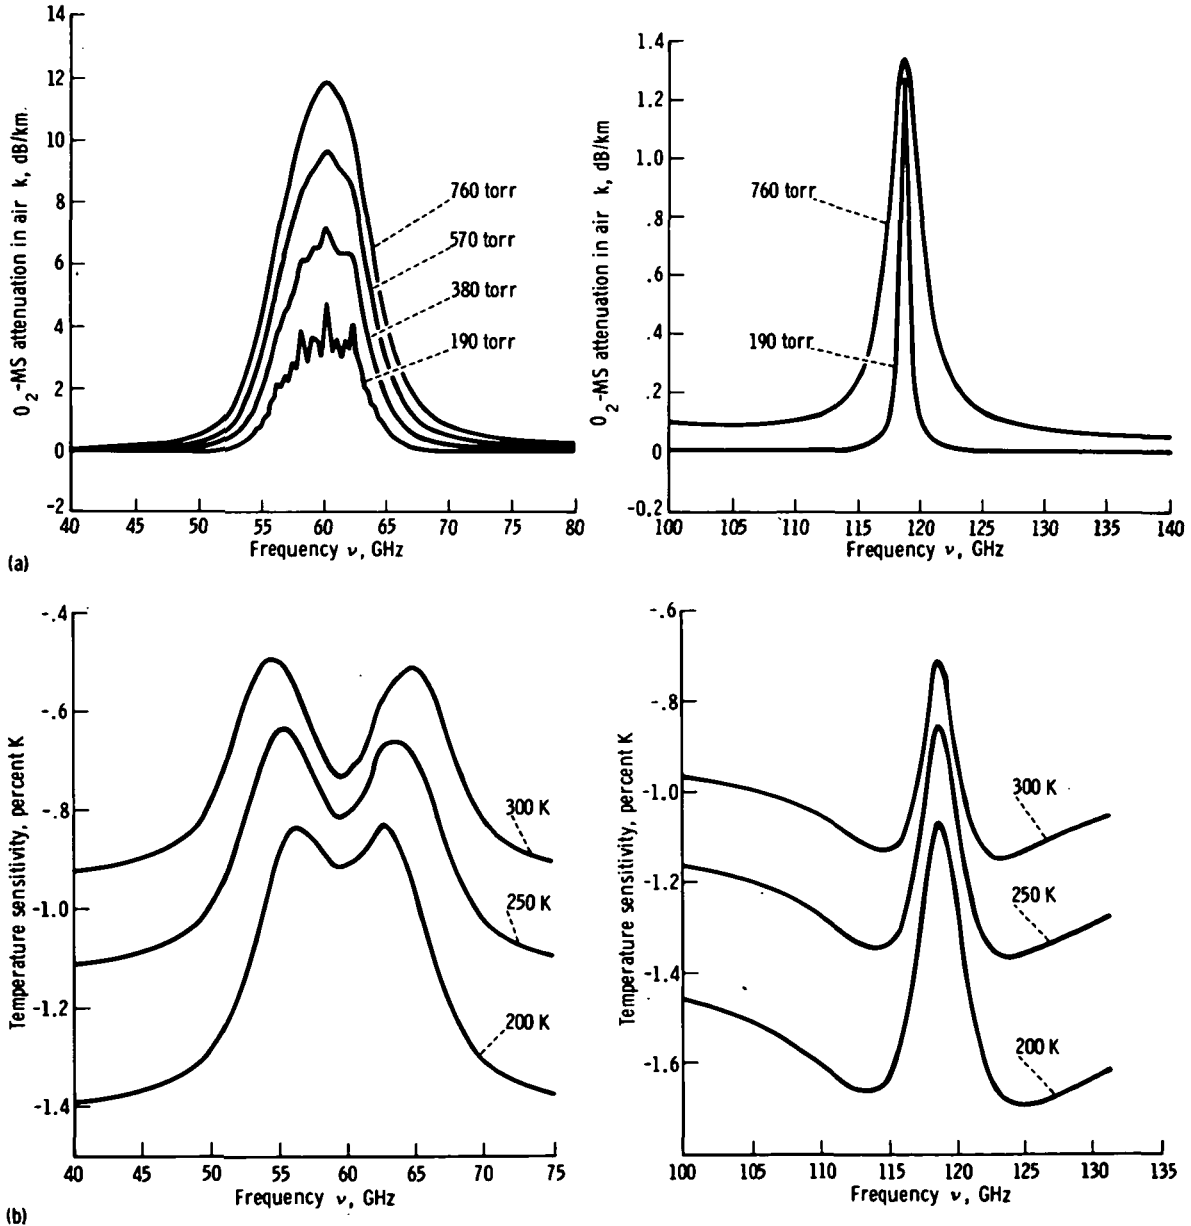 14
12
10
8
6
4
2
0
-2
O2-MS attenuation in air k, dB/km
760 torr
570 torr
380 torr
190 torr
40 45 50 55 60 65 70 75 80
Frequency ν, GHz
1.4
1.2
1.0
.8
.6
.4
.2
0
-0.2
O2-MS attenuation in air k, dB/km
760 torr
190 torr
100 105 110 115 120 125 130 135 140
Frequency ν, GHz
(a)
-.4
-.6
-.8
-1.0
-1.2
-1.4
Temperature sensitivity, percent K
300 K
250 K
200 K
40 45 50 55 60 65 70 75
Frequency ν, GHz
-.6
-.8
-1.0
-1.2
-1.4
-1.6
Temperature sensitivity, percent K
300 K
250 K
200 K
100 105 110 115 120 125 130 135
Frequency ν, GHz
(b)